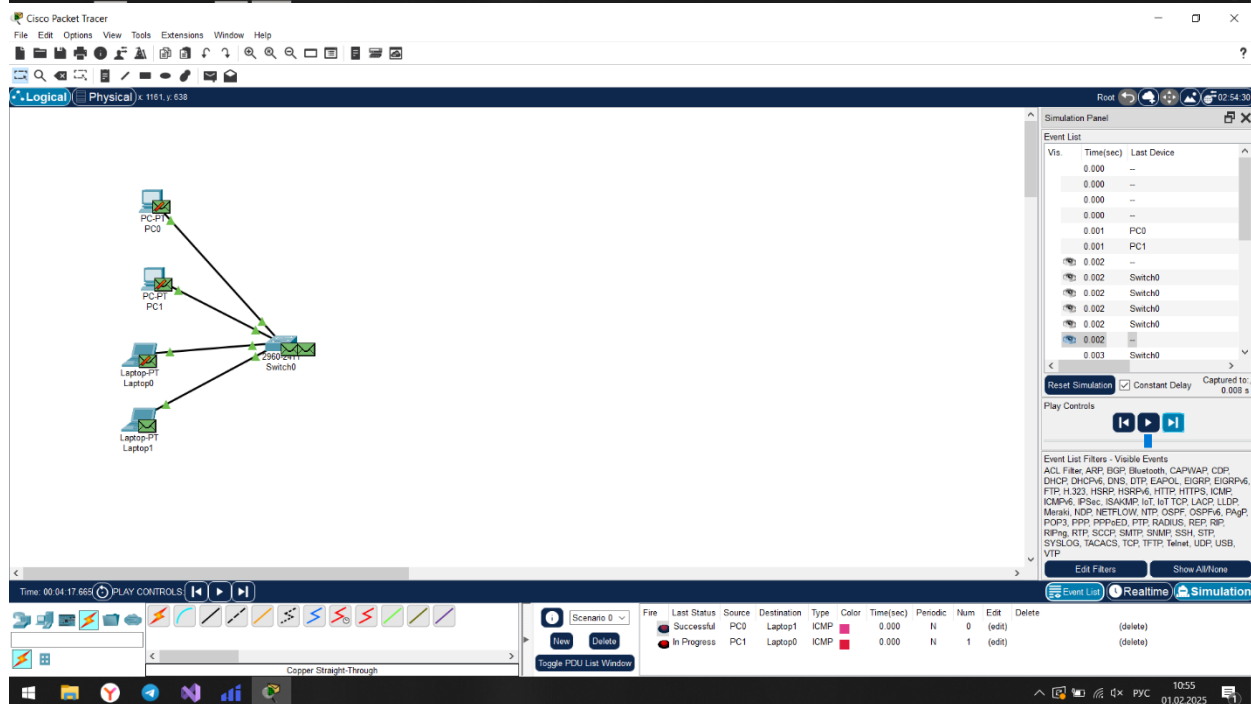 Cisco Packet Tracer
File Edit Options View Tools Extensions Window Help
?
Logical Physical x: 1161, y: 638
Root 02:54:30
Simulation Panel
Event List
Vis. Time(sec) Last Device
0.000 --
0.000 --
0.000 --
0.000 --
0.001 PC0
0.001 PC1
0.002 --
0.002 Switch0
0.002 Switch0
0.002 Switch0
0.002 Switch0
0.002 --
0.003 Switch0
PC-PT
PC0
PC-PT
PC1
Laptop-PT
Laptop0
Laptop-PT
Laptop1
2960-24TT
Switch0
Reset Simulation Constant Delay Captured to:
0.008 s
Play Controls
Event List Filters - Visible Events
ACL Filter, ARP, BGP, Bluetooth, CAPWAP, CDP,
DHCP, DHCPv6, DNS, DTP, EAPOL, EIGRP, EIGRPv6,
FTP, H.323, HSRP, HSRPv6, HTTP, HTTPS, ICMP,
ICMPv6, IPSec, ISAKMP, IoT, IoT TCP, LACP, LLDP,
Meraki, NDP, NETFLOW, NTP, OSPF, OSPFv6, PAgP,
POP3, PPP, PPPoED, PTP, RADIUS, REP, RIP,
RIPng, RTP, SCCP, SMTP, SNMP, SSH, STP,
SYSLOG, TACACS, TCP, TFTP, Telnet, UDP, USB,
VTP
Edit Filters Show All/None
Time: 00:04:17.665 PLAY CONTROLS:
Event List Realtime Simulation
Scenario 0
New Delete
Toggle PDU List Window
Fire Last Status Source Destination Type Color Time(sec) Periodic Num Edit Delete
Successful PC0 Laptop1 ICMP 0.000 N 0 (edit) (delete)
In Progress PC1 Laptop0 ICMP 0.000 N 1 (edit) (delete)
Copper Straight-Through
РУС
10:55
01.02.2025
1